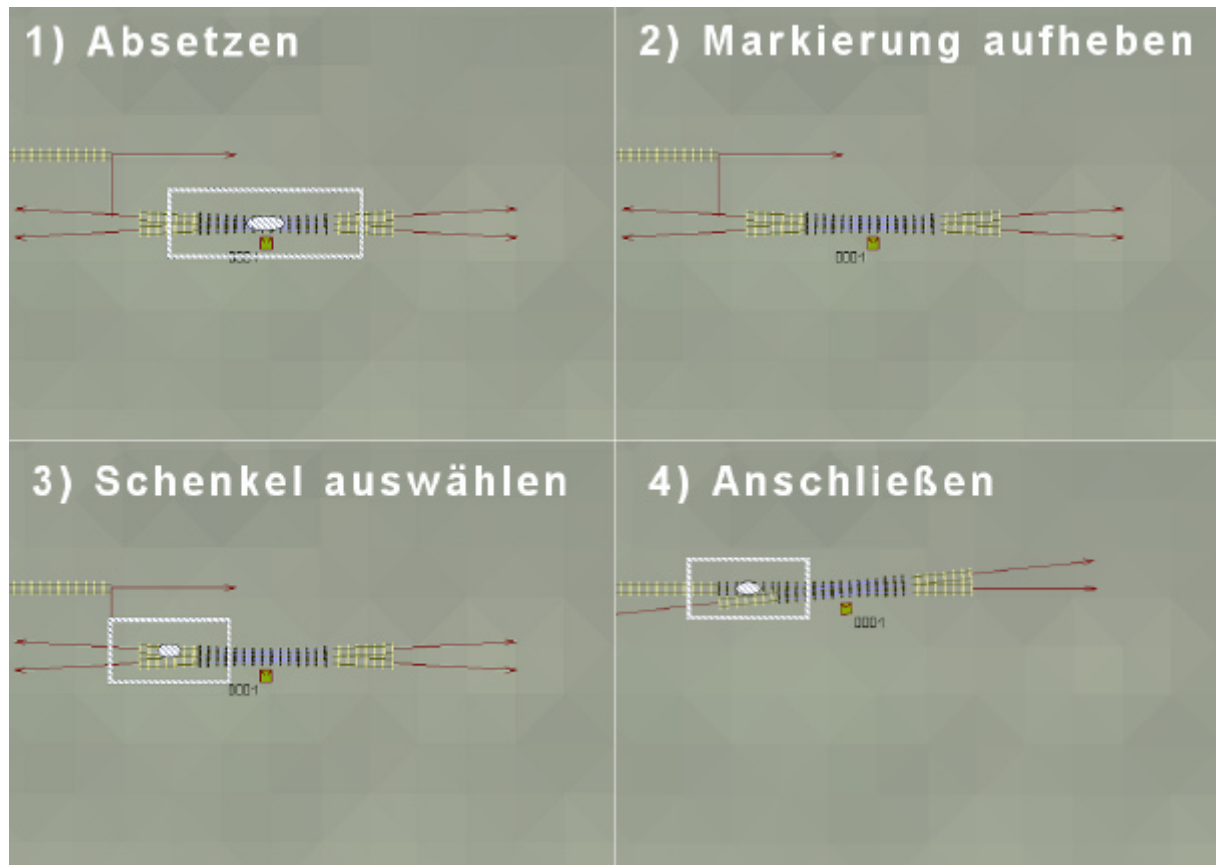 1) Absetzen
2) Markierung aufheben
3) Schenkel auswählen
4) Anschließen